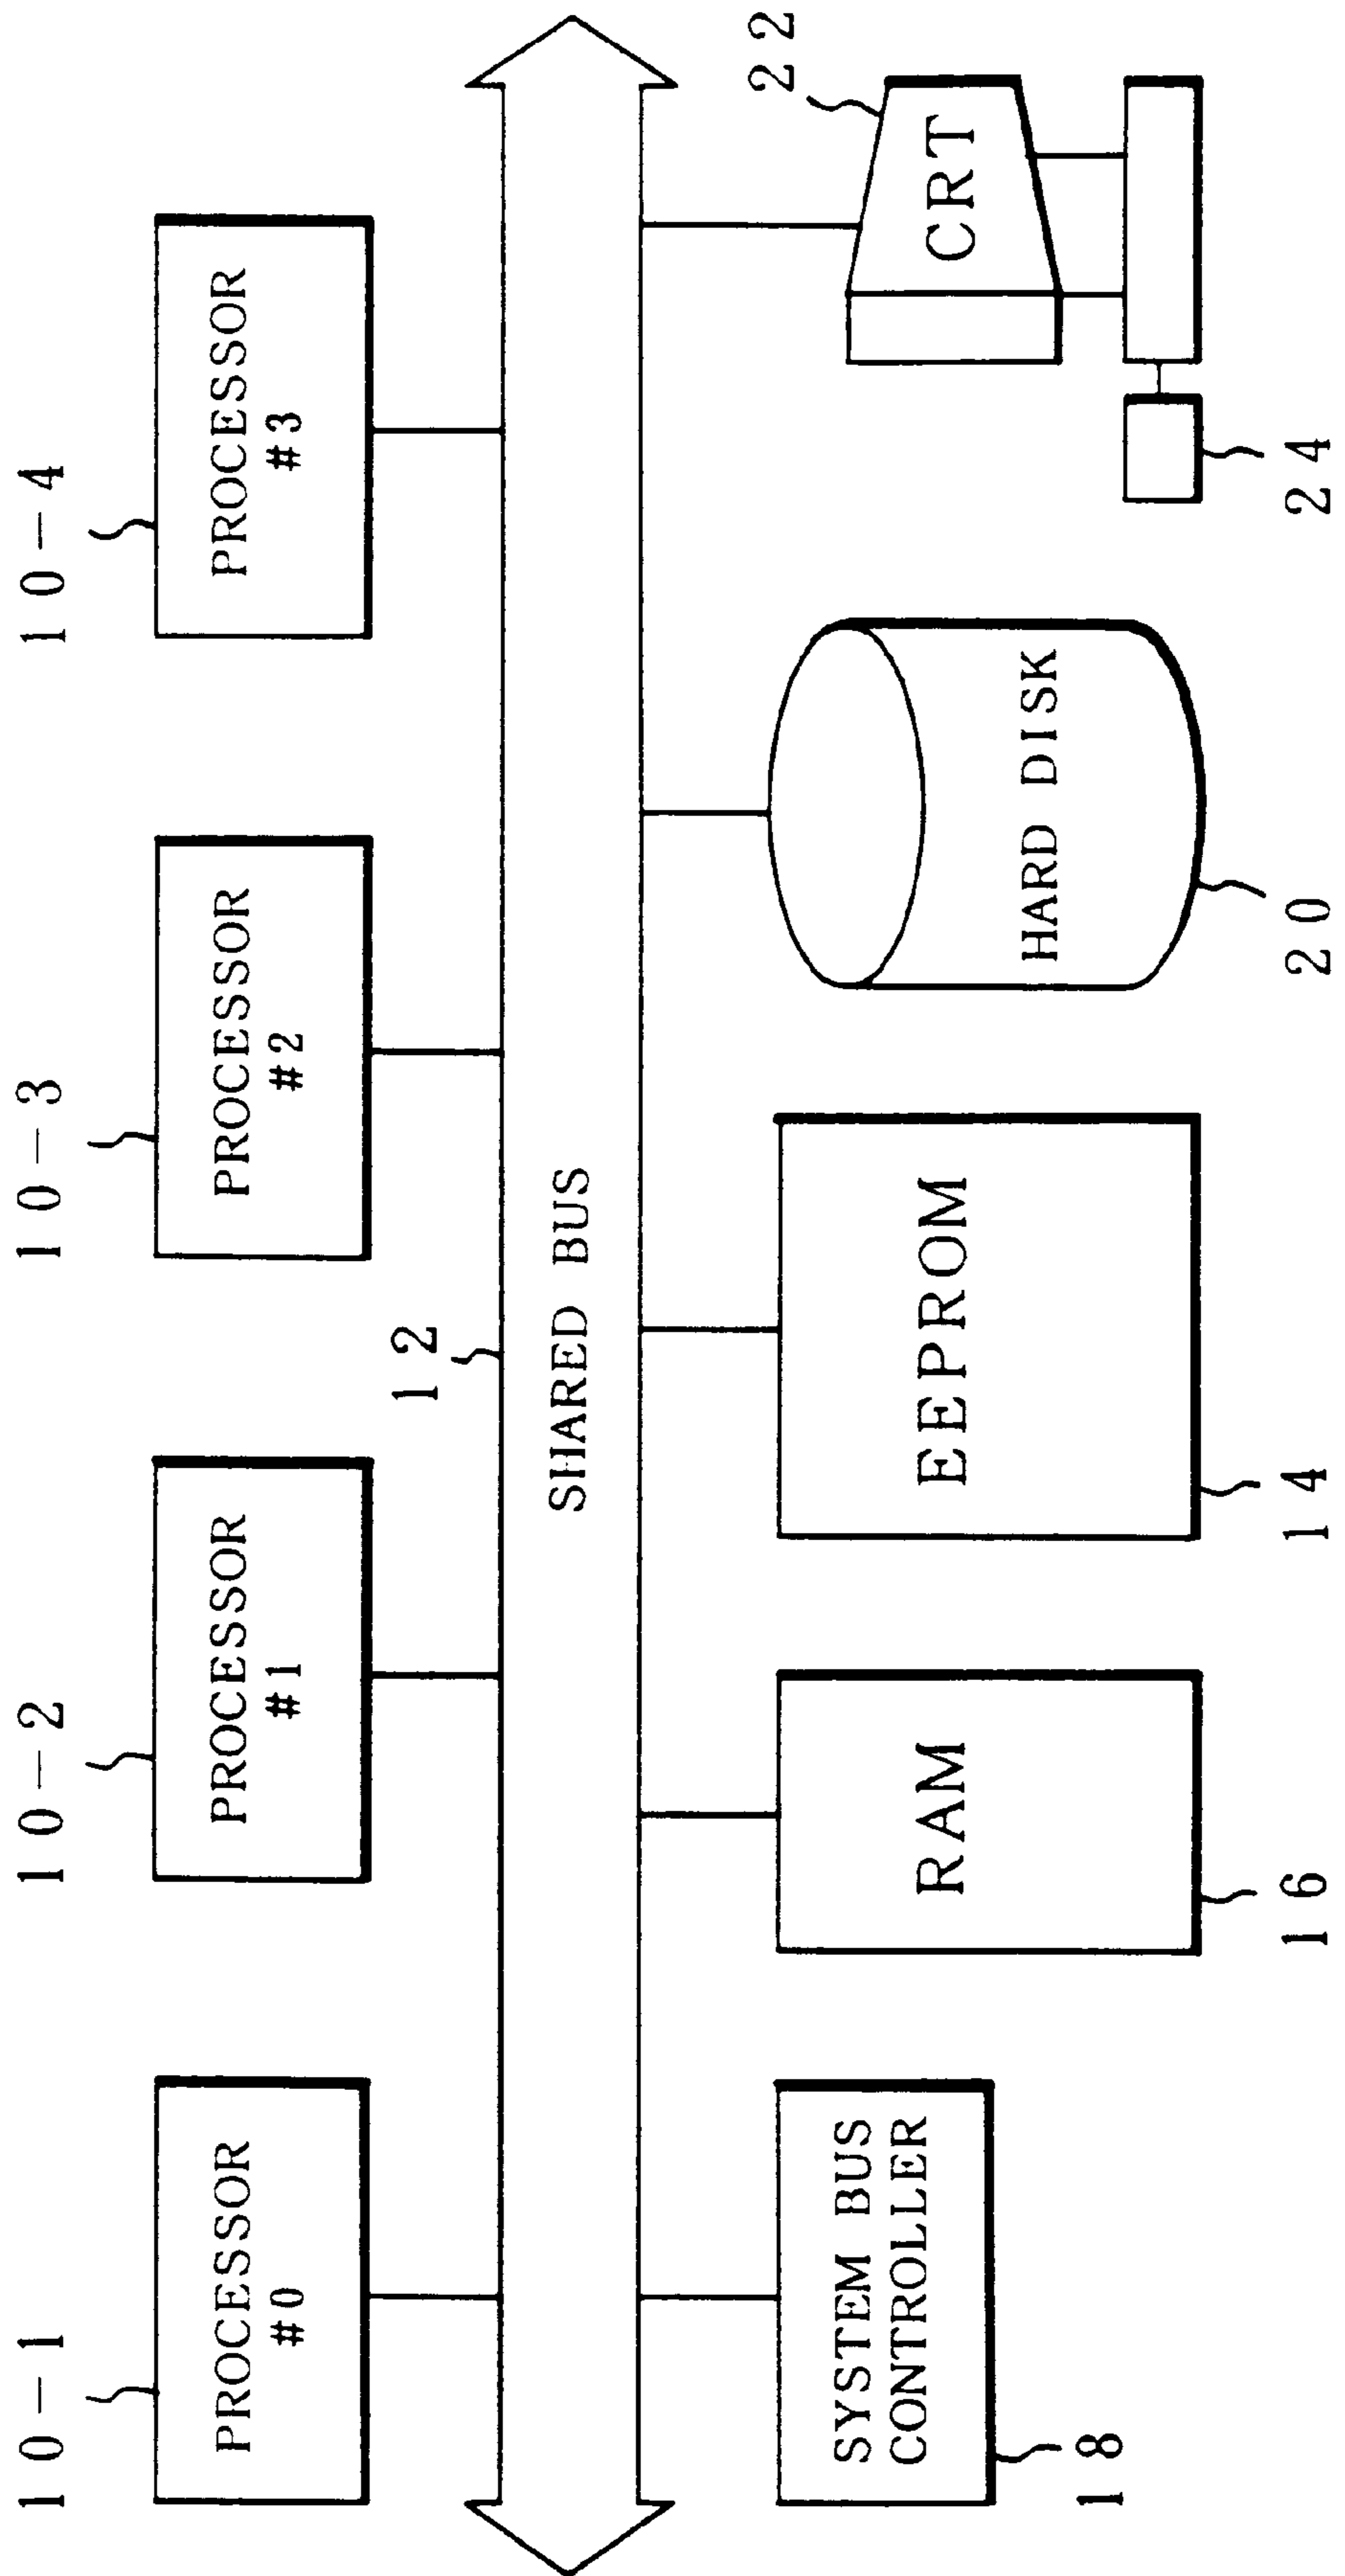 10-1
10-2
10-3
10-4
PROCESSOR
#0
PROCESSOR
#1
PROCESSOR
#2
PROCESSOR
#3
12
SHARED BUS
SYSTEM BUS
CONTROLLER
18
RAM
16
EEPROM
14
HARD DISK
20
CRT
22
24